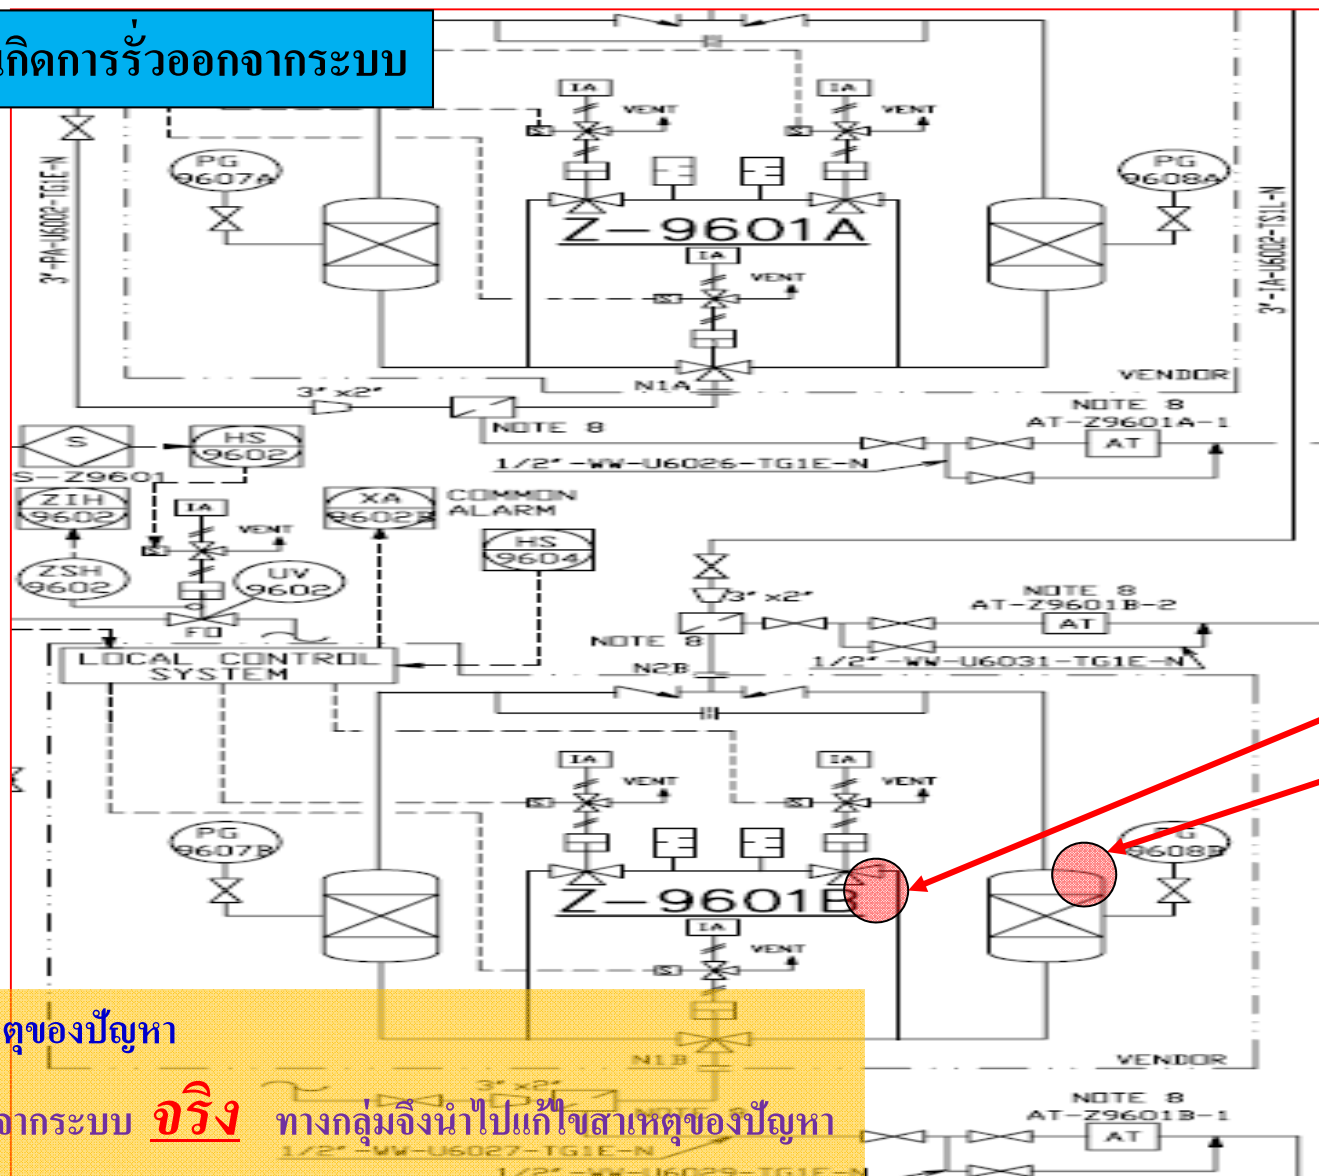 กิดการรั่วออกจากระบบ
IA
IA
VENT
VENT
PG
9607A
PG
9608A
3"-PA-U6002-TG1E-N
3"-IA-U6002-TS1L-N
Z-9601A
IA
VENT
N1A
VENDOR
3" x2"
NOTE 8
NOTE 8
AT-Z9601A-1
AT
1/2"-WW-U6026-TG1E-N
S
HS
9602
S-Z9601
ZIH
9602
IA
XA
9602B
COMMON
ALARM
VENT
S
HS
9604
ZSH
9602
UV
9602
FO
3" x2"
NOTE 8
AT-Z9601B-2
AT
NOTE 8
N2B
1/2"-WW-U6031-TG1E-N
LOCAL CONTROL
SYSTEM
IA
IA
VENT
VENT
S
S
PG
9607B
PG
9608B
Z-9601B
IA
VENT
S
ตุของปัญหา
N1B
VENDOR
3" x2"
NOTE 8
AT-Z9601B-1
AT
จากระบบ จริง ทางกลุ่มจึงนำไปแก้ไขสาเหตุของปัญหา
1/2"-WW-U6027-TG1E-N
1/2"-WW-U6029-TG1E-N